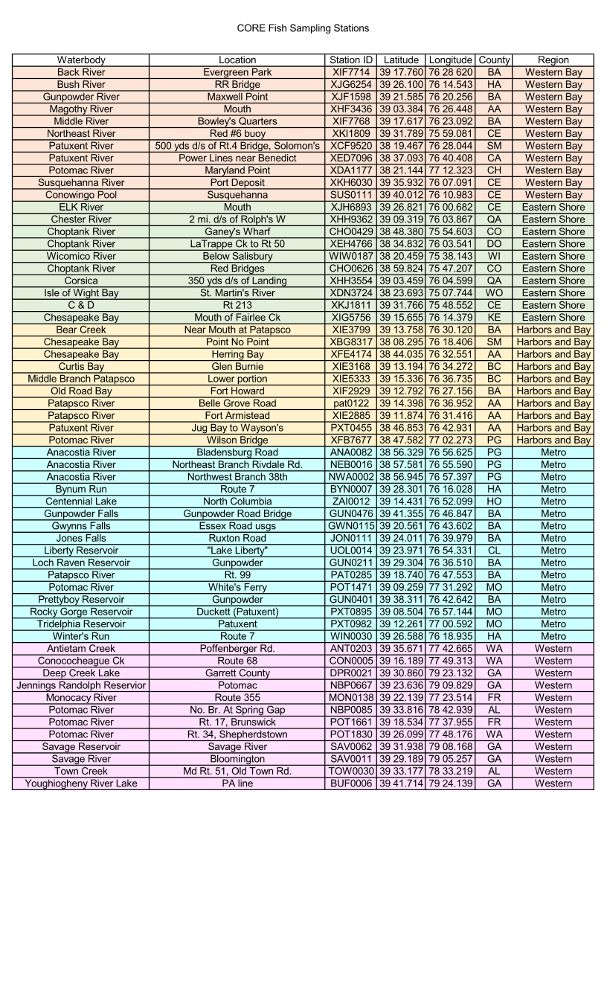 CORE Fish Sampling Stations
Waterbody Location Station ID Latitude Longitude County Region
Back River Evergreen Park XIF7714 39 17.760 76 28 620 BA Western Bay
Bush River RR Bridge XJG6254 39 26.100 76 14.543 HA Western Bay
Gunpowder River Maxwell Point XJF1598 39 21.585 76 20.256 BA Western Bay
Magothy River Mouth XHF3436 39 03.384 76 26.448 AA Western Bay
Middle River Bowley's Quarters XIF7768 39 17.617 76 23.092 BA Western Bay
Northeast River Red #6 buoy XKI1809 39 31.789 75 59.081 CE Western Bay
Patuxent River 500 yds d/s of Rt.4 Bridge, Solomon's XCF9520 38 19.467 76 28.044 SM Western Bay
Patuxent River Power Lines near Benedict XED7096 38 37.093 76 40.408 CA Western Bay
Potomac River Maryland Point XDA1177 38 21.144 77 12.323 CH Western Bay
Susquehanna River Port Deposit XKH6030 39 35.932 76 07.091 CE Western Bay
Conowingo Pool Susquehanna SUS0111 39 40.012 76 10.983 CE Western Bay
ELK River Mouth XJH6893 39 26.821 76 00.682 CE Eastern Shore
Chester River 2 mi. d/s of Rolph's W XHH9362 39 09.319 76 03.867 QA Eastern Shore
Choptank River Ganey's Wharf CHO0429 38 48.380 75 54.603 CO Eastern Shore
Choptank River LaTrappe Ck to Rt 50 XEH4766 38 34.832 76 03.541 DO Eastern Shore
Wicomico River Below Salisbury WIW0187 38 20.459 75 38.143 WI Eastern Shore
Choptank River Red Bridges CHO0626 38 59.824 75 47.207 CO Eastern Shore
Corsica 350 yds d/s of Landing XHH3554 39 03.459 76 04.599 QA Eastern Shore
Isle of Wight Bay St. Martin's River XDN3724 38 23.693 75 07.744 WO Eastern Shore
C & D Rt 213 XKJ1811 39 31.766 75 48.552 CE Eastern Shore
Chesapeake Bay Mouth of Fairlee Ck XIG5756 39 15.655 76 14.379 KE Eastern Shore
Bear Creek Near Mouth at Patapsco XIE3799 39 13.758 76 30.120 BA Harbors and Bay
Chesapeake Bay Point No Point XBG8317 38 08.295 76 18.406 SM Harbors and Bay
Chesapeake Bay Herring Bay XFE4174 38 44.035 76 32.551 AA Harbors and Bay
Curtis Bay Glen Burnie XIE3168 39 13.194 76 34.272 BC Harbors and Bay
Middle Branch Patapsco Lower portion XIE5333 39 15.336 76 36.735 BC Harbors and Bay
Old Road Bay Fort Howard XIF2929 39 12.792 76 27.156 BA Harbors and Bay
Patapsco River Belle Grove Road pat0122 39 14.398 76 36.952 AA Harbors and Bay
Patapsco River Fort Armistead XIE2885 39 11.874 76 31.416 AA Harbors and Bay
Patuxent River Jug Bay to Wayson's PXT0455 38 46.853 76 42.931 AA Harbors and Bay
Potomac River Wilson Bridge XFB7677 38 47.582 77 02.273 PG Harbors and Bay
Anacostia River Bladensburg Road ANA0082 38 56.329 76 56.625 PG Metro
Anacostia River Northeast Branch Rivdale Rd. NEB0016 38 57.581 76 55.590 PG Metro
Anacostia River Northwest Branch 38th NWA0002 38 56.945 76 57.397 PG Metro
Bynum Run Route 7 BYN0007 39 28.301 76 16.028 HA Metro
Centennial Lake North Columbia ZAI0012 39 14.431 76 52.099 HO Metro
Gunpowder Falls Gunpowder Road Bridge GUN0476 39 41.355 76 46.847 BA Metro
Gwynns Falls Essex Road usgs GWN0115 39 20.561 76 43.602 BA Metro
Jones Falls Ruxton Road JON0111 39 24.011 76 39.979 BA Metro
Liberty Reservoir "Lake Liberty" UOL0014 39 23.971 76 54.331 CL Metro
Loch Raven Reservoir Gunpowder GUN0211 39 29.304 76 36.510 BA Metro
Patapsco River Rt. 99 PAT0285 39 18.740 76 47.553 BA Metro
Potomac River White's Ferry POT1471 39 09.259 77 31.292 MO Metro
Prettyboy Reservoir Gunpowder GUN0401 39 38.311 76 42.642 BA Metro
Rocky Gorge Reservoir Duckett (Patuxent) PXT0895 39 08.504 76 57.144 MO Metro
Tridelphia Reservoir Patuxent PXT0982 39 12.261 77 00.592 MO Metro
Winter's Run Route 7 WIN0030 39 26.588 76 18.935 HA Metro
Antietam Creek Poffenberger Rd. ANT0203 39 35.671 77 42.665 WA Western
Conococheague Ck Route 68 CON0005 39 16.189 77 49.313 WA Western
Deep Creek Lake Garrett County DPR0021 39 30.860 79 23.132 GA Western
Jennings Randolph Reservior Potomac NBP0667 39 23.636 79 09.829 GA Western
Monocacy River Route 355 MON0138 39 22.139 77 23.514 FR Western
Potomac River No. Br. At Spring Gap NBP0085 39 33.816 78 42.939 AL Western
Potomac River Rt. 17, Brunswick POT1661 39 18.534 77 37.955 FR Western
Potomac River Rt. 34, Shepherdstown POT1830 39 26.099 77 48.176 WA Western
Savage Reservoir Savage River SAV0062 39 31.938 79 08.168 GA Western
Savage River Bloomington SAV0011 39 29.189 79 05.257 GA Western
Town Creek Md Rt. 51, Old Town Rd. TOW0030 39 33.177 78 33.219 AL Western
Youghiogheny River Lake PA line BUF0006 39 41.714 79 24.139 GA Western